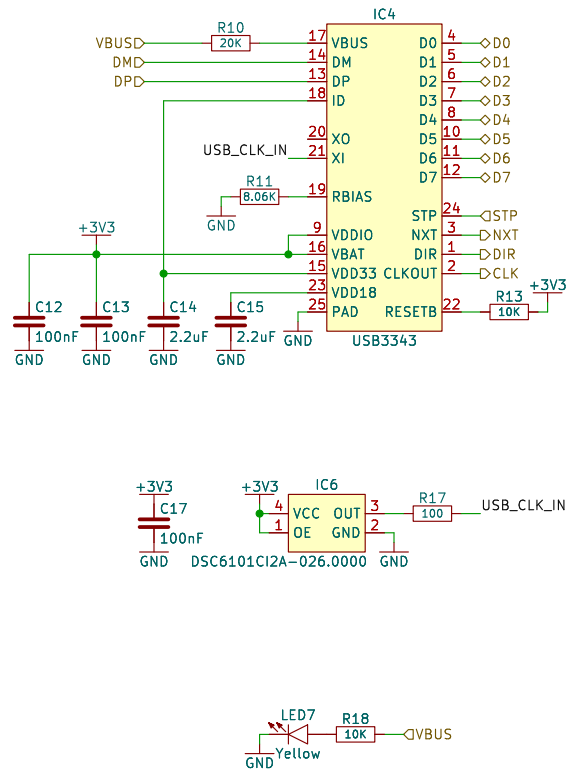 IC4
R10
VBUS 20K 17 VBUS D0 4 D0
DM 14 DM D1 5 D1
DP 13 DP D2 6 D2
18 ID D3 7 D3
D4 8 D4
20 XO D5 10 D5
USB_CLK_IN 21 XI D6 11 D6
D7 12 D7
R11
8.06K 19 RBIAS
GND
STP 24 STP
+3V3 9 VDDIO NXT 3 NXT
16 VBAT DIR 1 DIR
15 VDD33 CLKOUT 2 CLK
23 VDD18
R13 +3V3
25 PAD RESETB 22 10K
C12 C13 C14 C15
100nF 100nF 2.2uF 2.2uF
GND GND GND GND GND
USB3343
+3V3 +3V3 IC6
C17
100nF
GND
R17 USB_CLK_IN
4 VCC OUT 3 100
1 OE GND 2
DSC6101CI2A-026.0000 GND
LED7 R18
10K VBUS
Yellow
GND